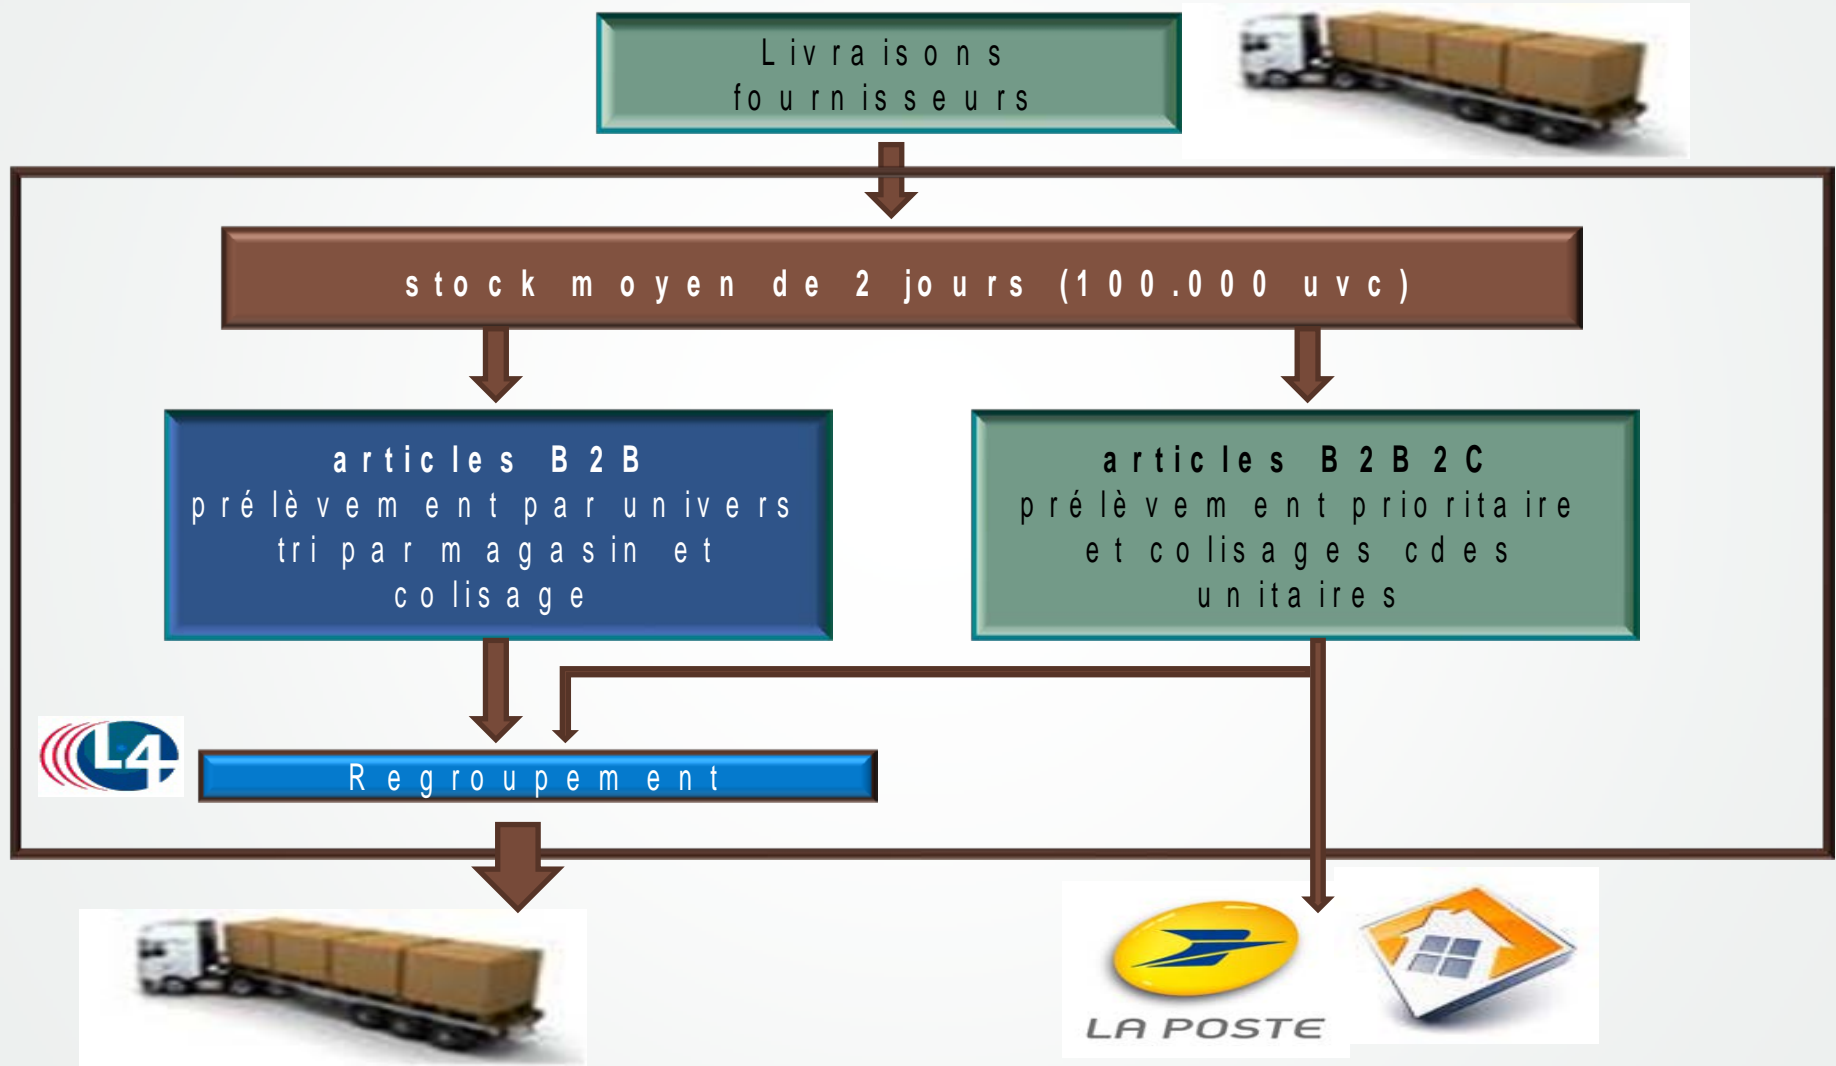 Livraisons
fournisseurs
stock moyen de 2 jours (100.000 uvc)
articles B2B
prélèvement par univers
tri par magasin et
colisage
articles B2B2C
prélèvement prioritaire
et colisages cdes
unitaires
L4
Regroupement
LA POSTE